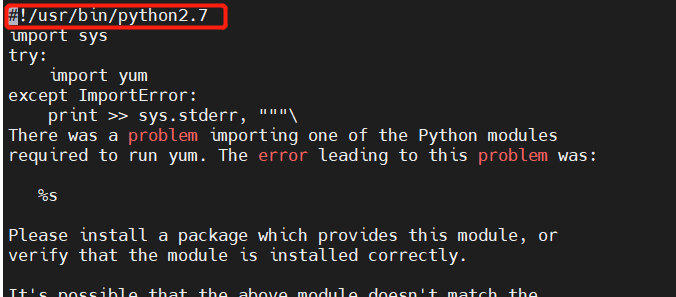 #!/usr/bin/python2.7
import sys
try:
    import yum
except ImportError:
    print >> sys.stderr, """\
There was a problem importing one of the Python modules
required to run yum. The error leading to this problem was:
   %s
Please install a package which provides this module, or
verify that the module is installed correctly.
It's possible that the above module doesn't match the